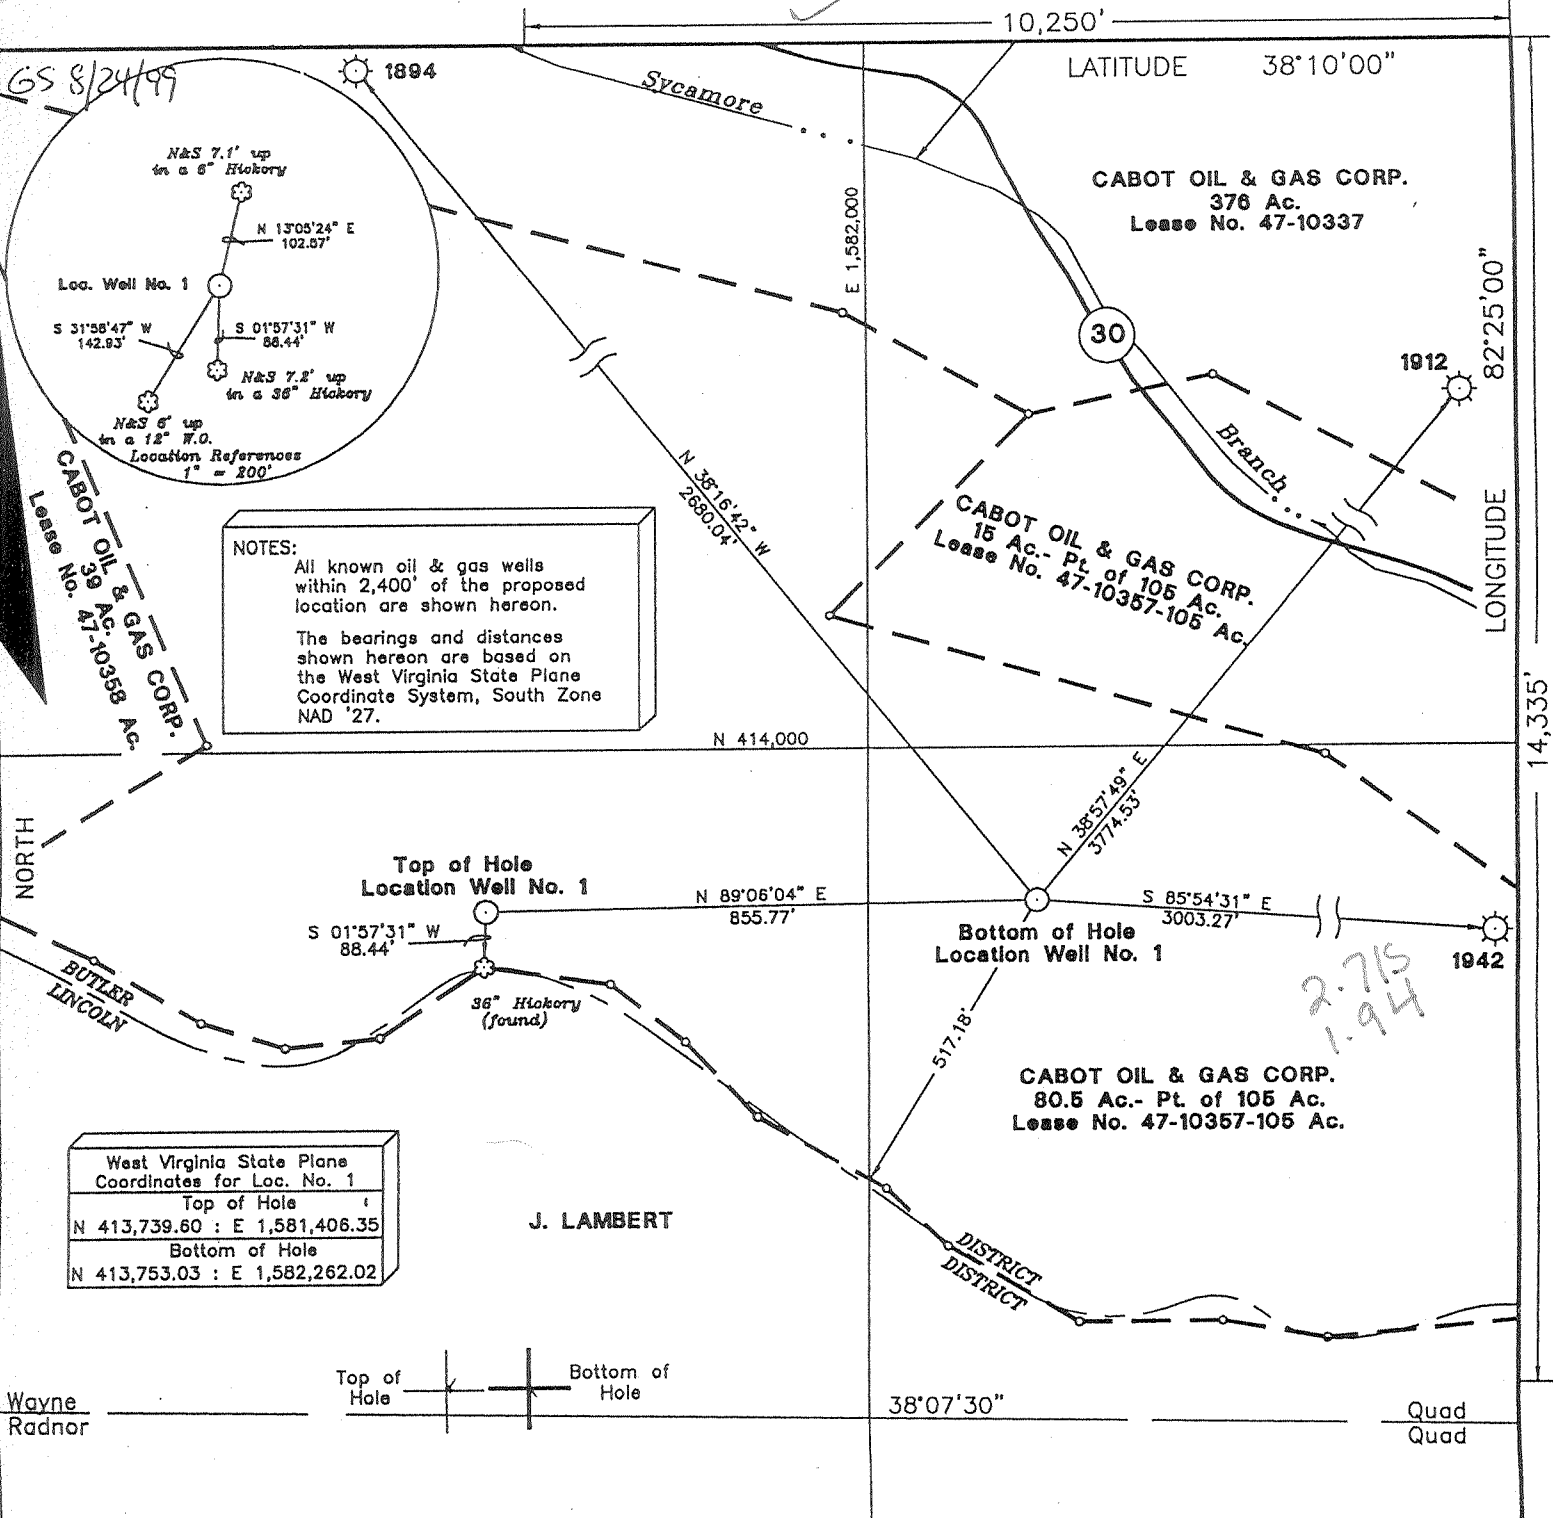 10,250'
LATITUDE 38°10'00"
GS 8/24/99
1894
Sycamore
N&S 7.1' up
in a 6" Hickory
N 13°05'24" E
102.57'
Loc. Well No. 1
S 31°58'47" W
142.93'
S 01°57'31" W
88.44'
N&S 7.2' up
in a 36" Hickory
N&S 6' up
in a 12" W.O.
Location References
1" = 200'
E 1,582,000
CABOT OIL & GAS CORP.
376 Ac.
Lease No. 47-10337
30
1912
82°25'00"
LONGITUDE
Branch
CABOT OIL & GAS CORP.
39 Ac.
Lease No. 47-10358 Ac.
N 38°16'42" W
2680.04'
CABOT OIL & GAS CORP.
15 Ac.- Pt. of 105 Ac.
Lease No. 47-10357-105 Ac.
NOTES:
All known oil & gas wells
within 2,400' of the proposed
location are shown hereon.
The bearings and distances
shown hereon are based on
the West Virginia State Plane
Coordinate System, South Zone
NAD '27.
14,335'
N 414,000
N 38°57'49" E
3774.53'
NORTH
Top of Hole
Location Well No. 1
N 89°06'04" E
855.77'
S 85°54'31" E
3003.27'
S 01°57'31" W
88.44'
Bottom of Hole
Location Well No. 1
1942
2.715
1.94
BUTLER
LINCOLN
36" Hickory
(found)
517.18'
CABOT OIL & GAS CORP.
80.5 Ac.- Pt. of 105 Ac.
Lease No. 47-10357-105 Ac.
West Virginia State Plane
Coordinates for Loc. No. 1
Top of Hole
N 413,739.60 : E 1,581,406.35
Bottom of Hole
N 413,753.03 : E 1,582,262.02
J. LAMBERT
DISTRICT
DISTRICT
Top of
Hole
Bottom of
Hole
Wayne
Radnor
38°07'30"
Quad
Quad